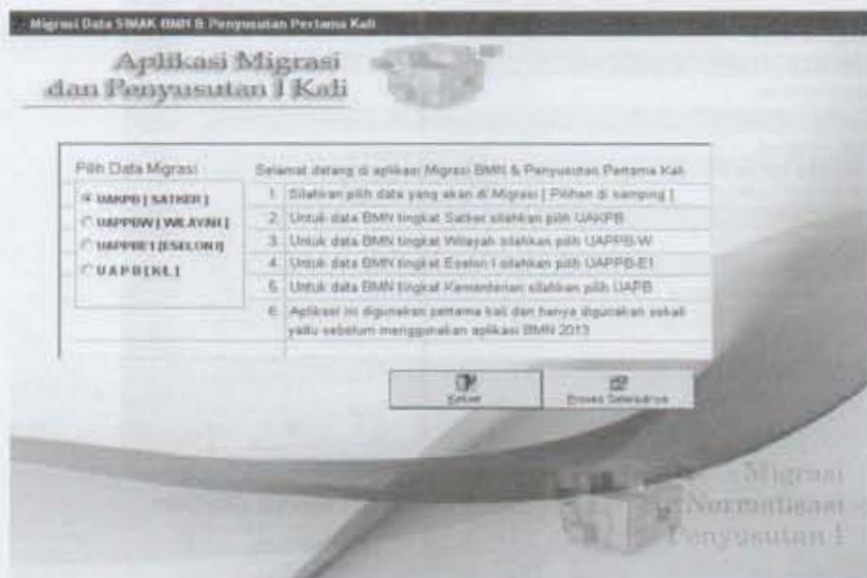 Migrasi Data SIMAK-BMN & Penyusutan Pertama Kali
Aplikasi Migrasi
dan Penyusutan I Kali
Pilih Data Migrasi
UAKPB [ SATKER ]
UAPPBW [ WILAYAH ]
UAPPBE1 [ESELON I]
U A P B [ K L ]
Selamat datang di aplikasi Migrasi BMN & Penyusutan Pertama Kali
1. Silahkan pilih data yang akan di Migrasi [ Pilihan di samping ]
2. Untuk data BMN tingkat Satker silahkan pilih UAKPB
3. Untuk data BMN tingkat Wilayah silahkan pilih UAPPB-W
4. Untuk data BMN tingkat Eselon I silahkan pilih UAPPB-E1
5. Untuk data BMN tingkat Kementerian silahkan pilih UAPB
6. Aplikasi ini digunakan pertama kali dan hanya digunakan sekali
yaitu sebelum menggunakan aplikasi BMN 2013
Keluar
Proses Selanjutnya
Migrasi
Normalisasi
Penyusutan I